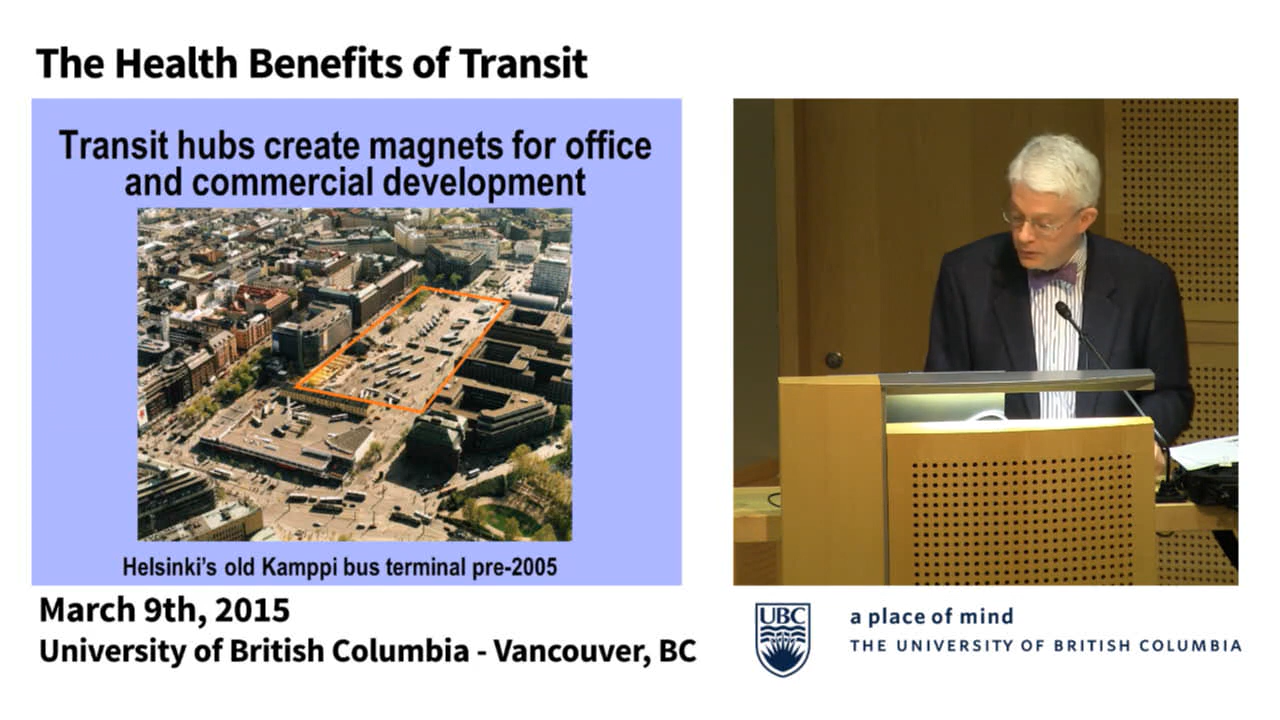 The Health Benefits of Transit
Transit hubs create magnets for office
and commercial development
Helsinki's old Kamppi bus terminal pre-2005
March 9th, 2015
University of British Columbia - Vancouver, BC
UBC
a place of mind
THE UNIVERSITY OF BRITISH COLUMBIA